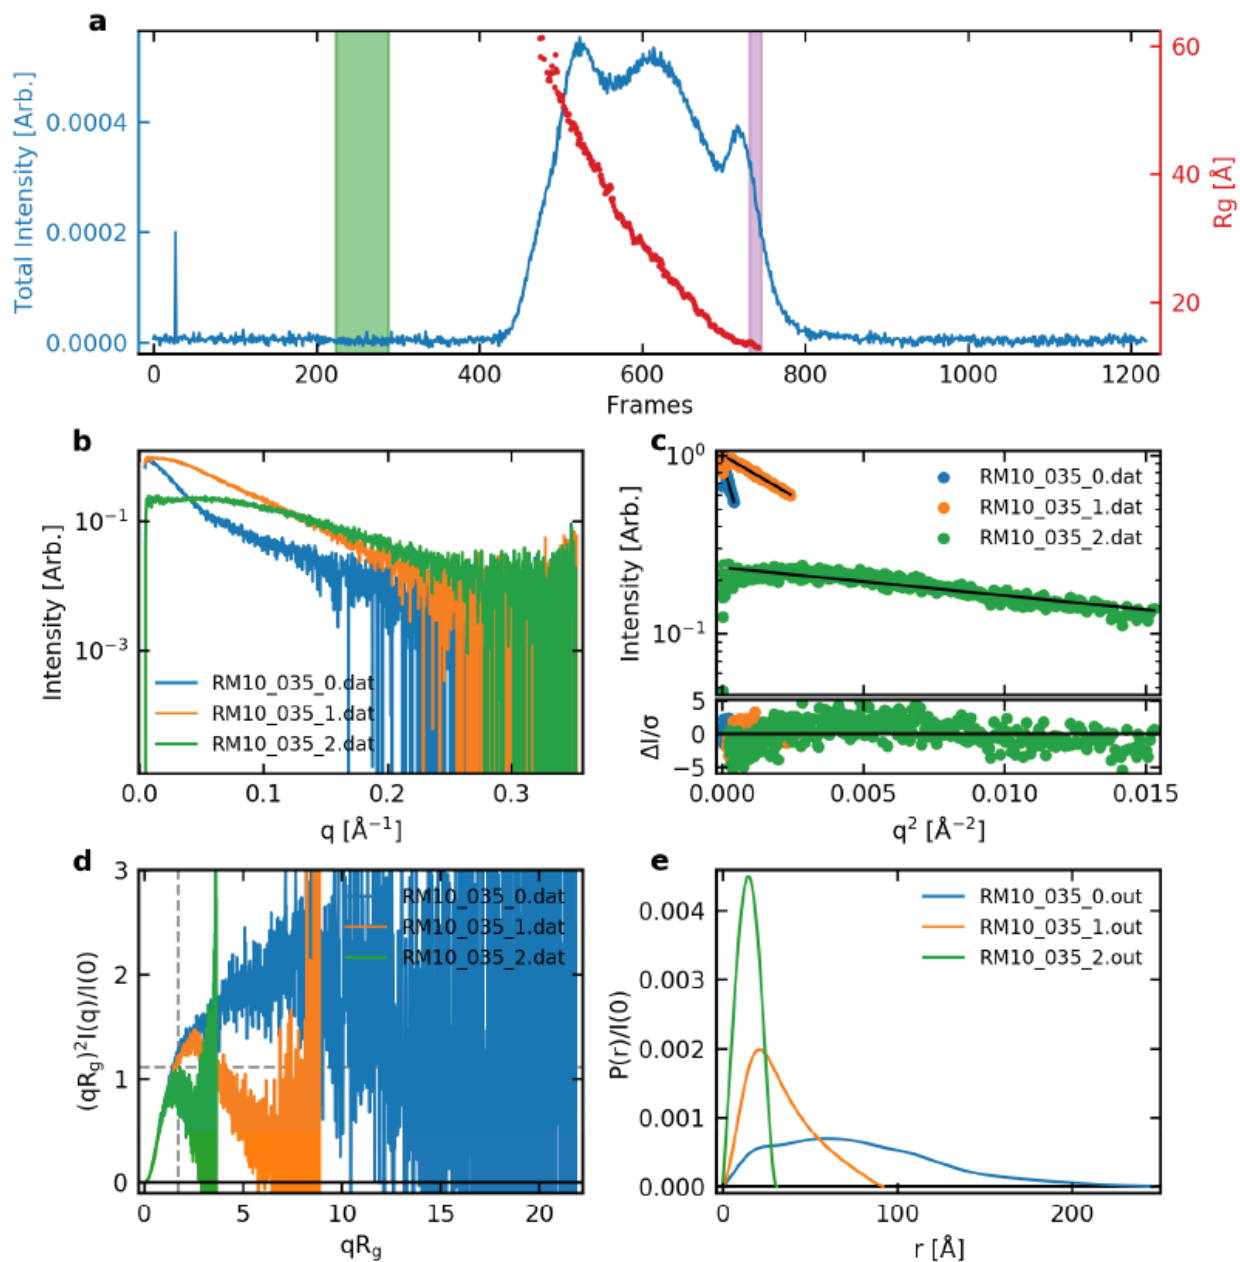 a
Total Intensity [Arb.]
0.0004
0.0002
0.0000
60
40
20
Rg [Å]
0 200 400 600 800 1000 1200
Frames
b
Intensity [Arb.]
10⁻¹
10⁻³
RM10_035_0.dat
RM10_035_1.dat
RM10_035_2.dat
0.0 0.1 0.2 0.3
q [Å⁻¹]
c
Intensity [Arb.]
10⁰
10⁻¹
RM10_035_0.dat
RM10_035_1.dat
RM10_035_2.dat
ΔI/σ
5
0
−5
0.000 0.005 0.010 0.015
q² [Å⁻²]
d
(qRg)²I(q)/I(0)
3
2
1
0
RM10_035_0.dat
RM10_035_1.dat
RM10_035_2.dat
0 5 10 15 20
qRg
e
P(r)/I(0)
0.004
0.003
0.002
0.001
0.000
RM10_035_0.out
RM10_035_1.out
RM10_035_2.out
0 100 200
r [Å]